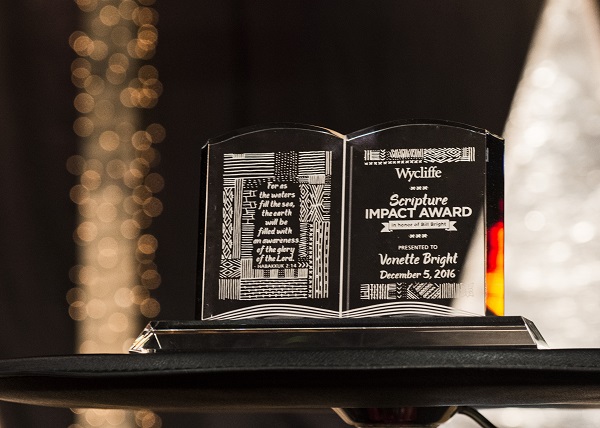 For as
the waters
fill the sea,
the earth
will be
filled with
an awareness
of the glory
of the Lord.
- HABAKKUK 2:14
Wycliffe
Scripture
IMPACT AWARD
in honor of Bill Bright
PRESENTED TO
Vonette Bright
December 5, 2016